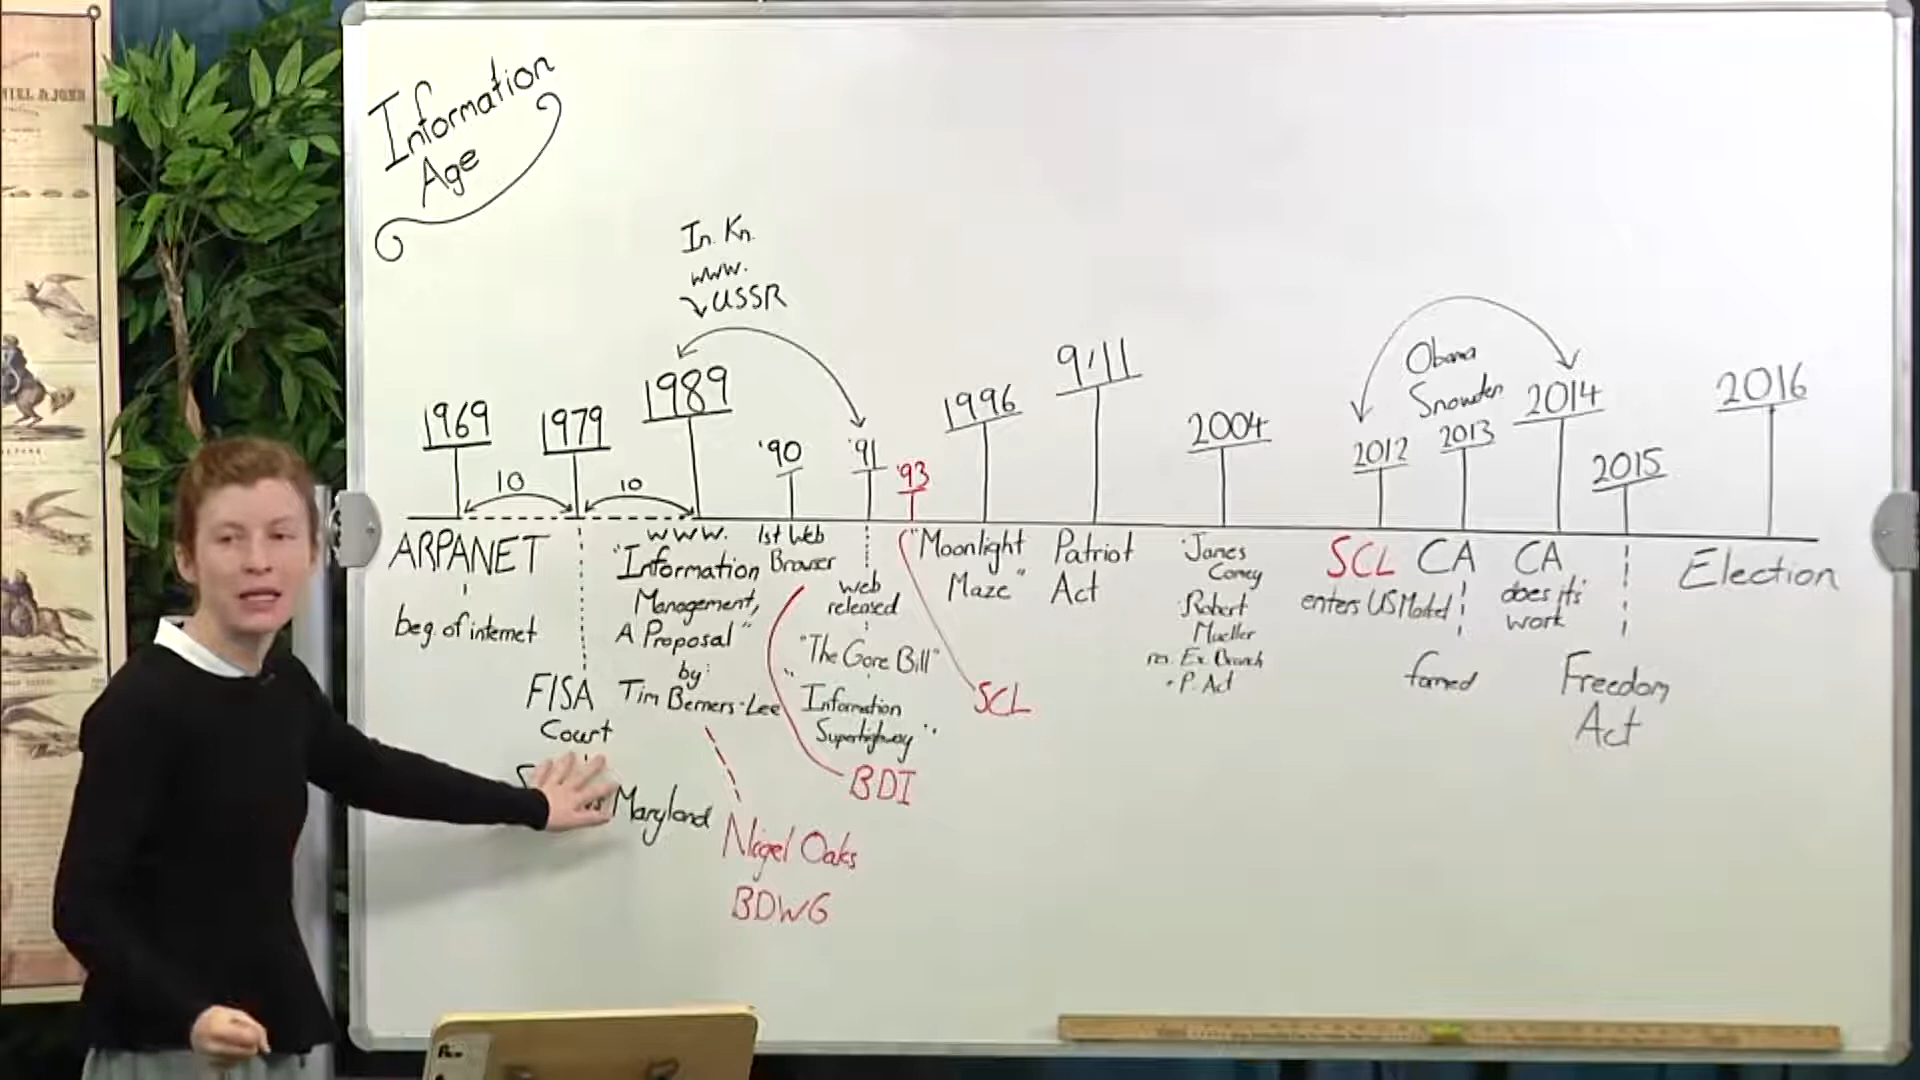 Information
Age
In. Kn.
www.
USSR
1969
1979
1989
'90
'91
'93
1996
9/11
2004
2012
Obama
Snowden
2013
2014
2015
2016
10
10
ARPANET
beg. of internet
FISA
Court
Maryland
www.
"Information
Management,
A Proposal"
by:
Tim Berners-Lee
Nigel Oaks
BDWG
1st Web
Browser
BDI
web
released
"The Gore Bill"
"Information
Superhighway"
SCL
"Moonlight
Maze"
Patriot
Act
James
Comey
Robert
Mueller
Ex Branch
P. Act
SCL
enters US Market
CA
formed
CA
does it's
work
Freedom
Act
Election